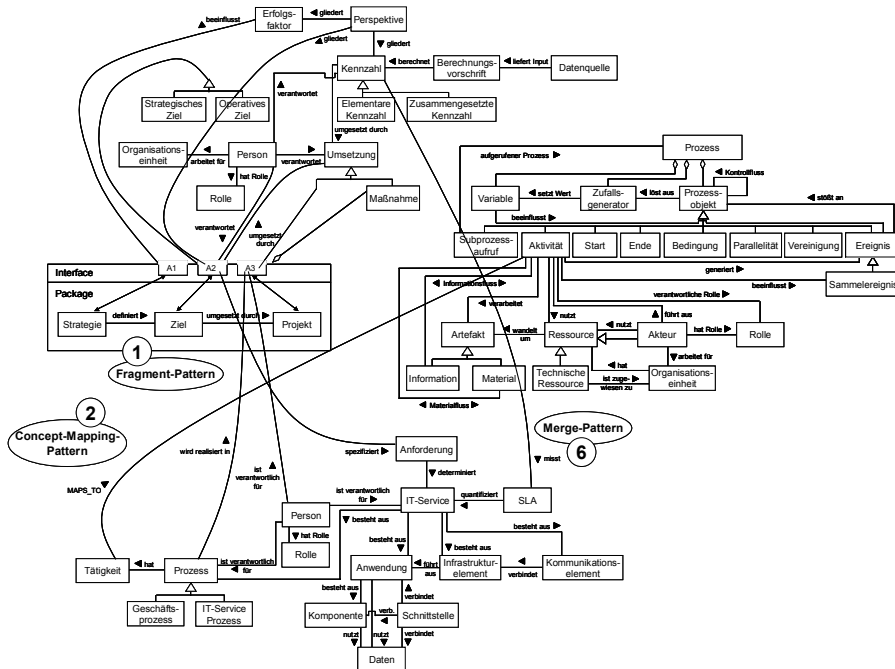 beeinflusst
Erfolgs-
faktor
gliedert
Perspektive
gliedert
gliedert
Kennzahl
berechnet
Berechnungs-
vorschrift
liefert Input
Datenquelle
Strategisches
Ziel
Operatives
Ziel
verantwortet
Elementare
Kennzahl
Zusammengesetzte
Kennzahl
umgesetzt durch
Organisations-
einheit
arbeitet für
Person
verantwortet
Umsetzung
hat Rolle
Rolle
Maßnahme
verantwortet
umgesetzt
durch
Interface
A1
A2
A3
Package
Strategie
definiert
Ziel
umgesetzt durch
Projekt
1
Fragment-Pattern
2
Concept-Mapping-
Pattern
Prozess
aufgerufener Prozess
Kontrollfluss
Variable
setzt Wert
Zufalls-
generator
löst aus
Prozess-
objekt
stößt an
beeinflusst
Subprozess-
aufruf
Aktivität
Start
Ende
Bedingung
Parallelität
Vereinigung
Ereignis
generiert
Informationsfluss
beeinflusst
Sammelereignis
verarbeitet
verantwortliche Rolle
nutzt
führt aus
Artefakt
wandelt
um
Ressource
nutzt
Akteur
hat Rolle
Rolle
hat
arbeitet für
Information
Material
Technische
Ressource
ist zuge-
wiesen zu
Organisations-
einheit
Materialfluss
Merge-Pattern
6
misst
wird realisiert in
spezifiziert
Anforderung
determiniert
MAPS_TO
ist
verantwortlich
für
ist verantwortlich
für
IT-Service
quantifiziert
SLA
Person
besteht aus
besteht aus
hat Rolle
Rolle
Tätigkeit
hat
Prozess
ist verantwortlich
für
besteht aus
besteht aus
Anwendung
führt
aus
Infrastruktur-
element
verbindet
Kommunikations-
element
Geschäfts-
prozess
IT-Service
Prozess
besteht aus
verbindet
Komponente
verb.
Schnittstelle
nutzt
nutzt
verbindet
Daten